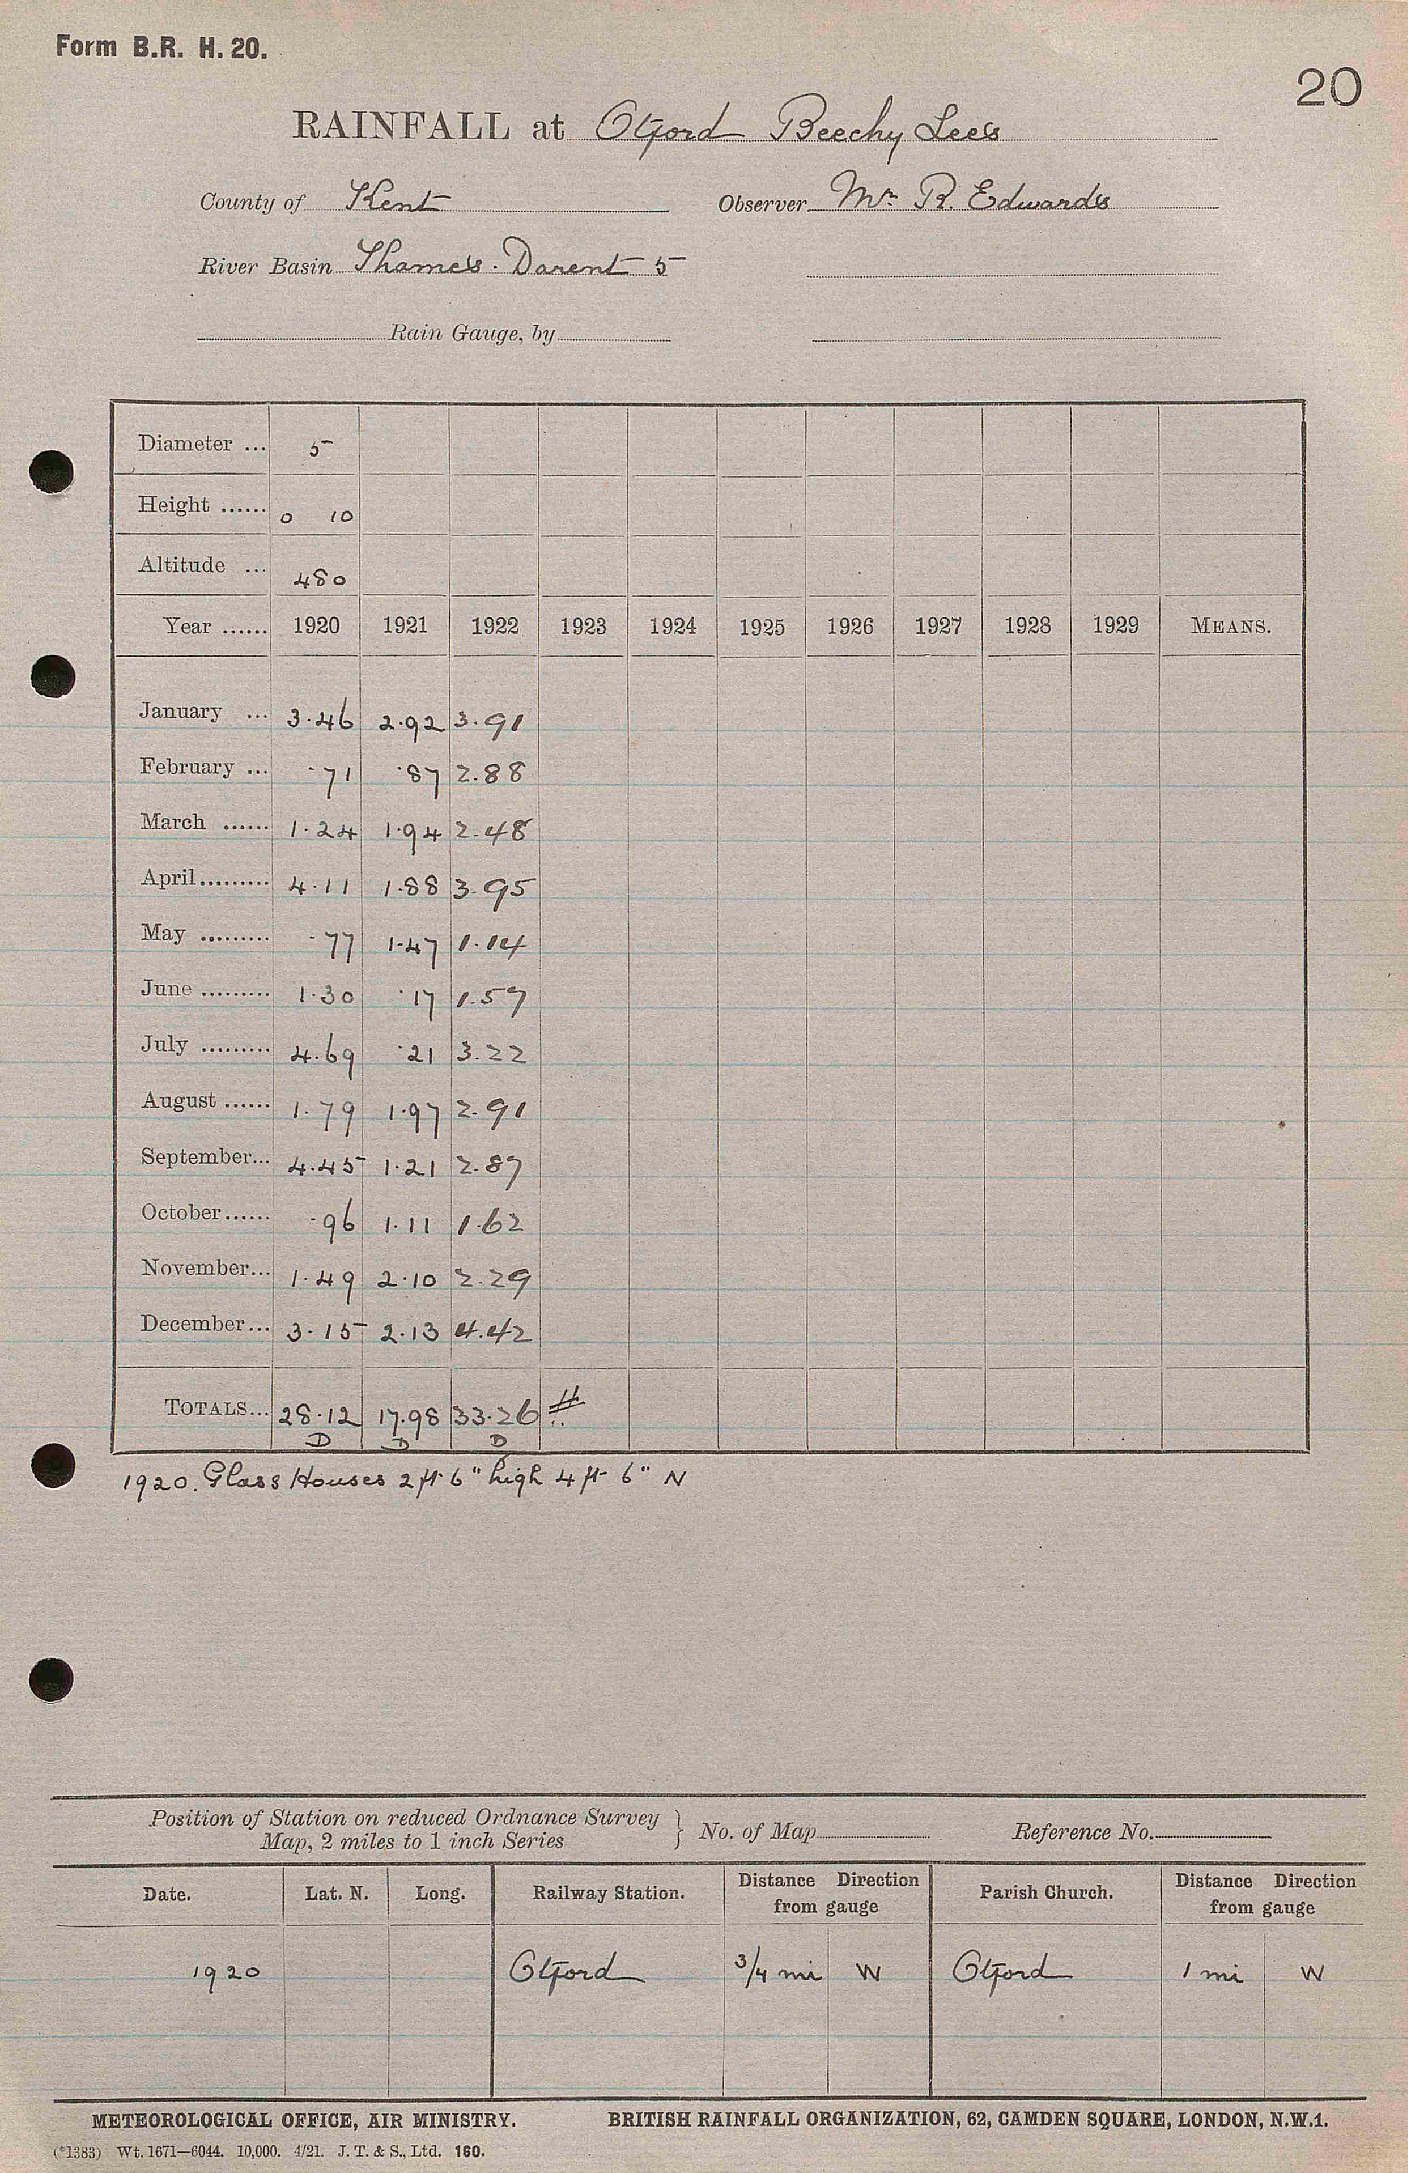 Form B.R. H. 20.
20
RAINFALL at Otford Beechy Lees
County of Kent Observer Mr. R. Edwards
River Basin Thames. Darent 5
Rain Gauge, by
Diameter ... 5
Height ...... 0 10
Altitude ... 480
Year ...... 1920 1921 1922 1923 1924 1925 1926 1927 1928 1929 MEANS.
January ... 3.46 2.92 3.91
February ... .71 .87 2.88
March ...... 1.24 1.94 2.48
April ......... 4.11 1.88 3.95
May ......... .77 1.47 1.14
June ......... 1.30 .17 1.57
July ......... 4.69 .21 3.22
August ...... 1.79 1.97 2.91
September... 4.45 1.21 2.87
October...... .96 1.11 1.62
November... 1.49 2.10 2.29
December... 3.15 2.13 4.42
TOTALS... 28.12 17.98 33.26
D D D
1920. Glass Houses 2 ft 6" high 4 ft 6" N
Position of Station on reduced Ordnance Survey
Map, 2 miles to 1 inch Series } No. of Map Reference No.
Date. Lat. N. Long. Railway Station. Distance Direction from gauge Parish Church. Distance Direction from gauge
1920 Otford 3/4 mi W Otford 1 mi W
METEOROLOGICAL OFFICE, AIR MINISTRY. BRITISH RAINFALL ORGANIZATION, 62, CAMDEN SQUARE, LONDON, N.W.1.
(*1383) Wt. 1671—6044. 10,000. 4/21. J. T. & S., Ltd. 160.